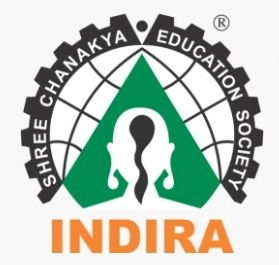 SHREE CHANAKYA EDUCATION SOCIETY
®
INDIRA